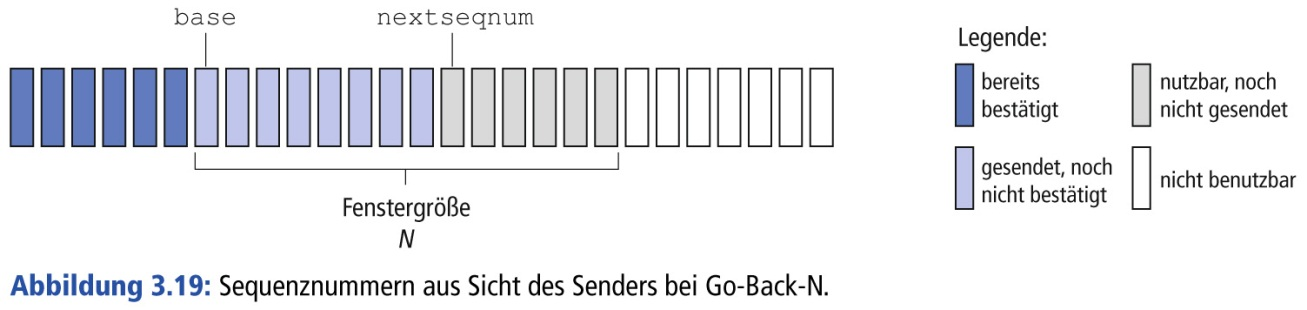 base
nextseqnum
Fenstergröße
N
Legende:
bereits
bestätigt
nutzbar, noch
nicht gesendet
gesendet, noch
nicht bestätigt
nicht benutzbar
Abbildung 3.19: Sequenznummern aus Sicht des Senders bei Go-Back-N.